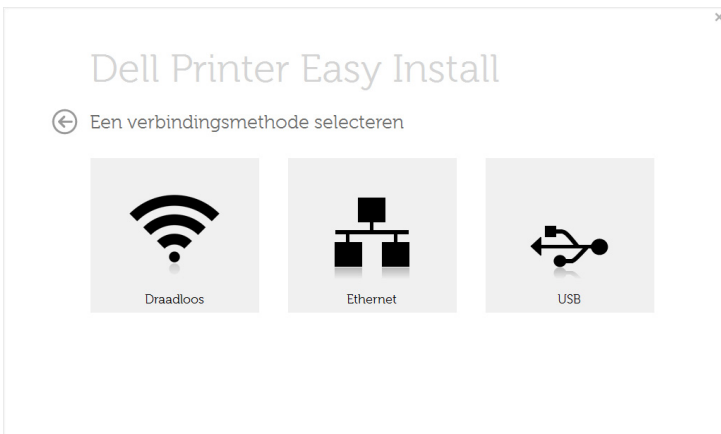 Dell Printer Easy Install
Een verbindingsmethode selecteren
Draadloos
Ethernet
USB